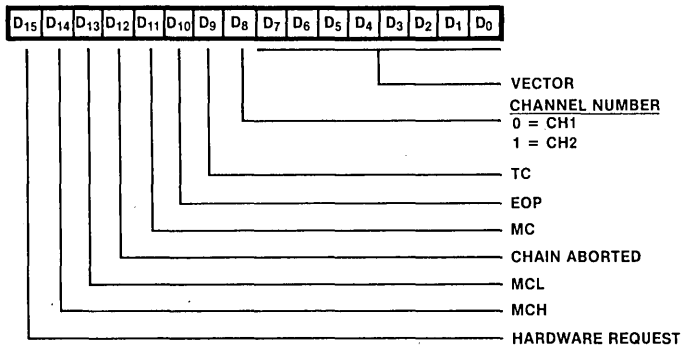 D15 D14 D13 D12 D11 D10 D9 D8 D7 D6 D5 D4 D3 D2 D1 D0
VECTOR
CHANNEL NUMBER
0 = CH1
1 = CH2
TC
EOP
MC
CHAIN ABORTED
MCL
MCH
HARDWARE REQUEST